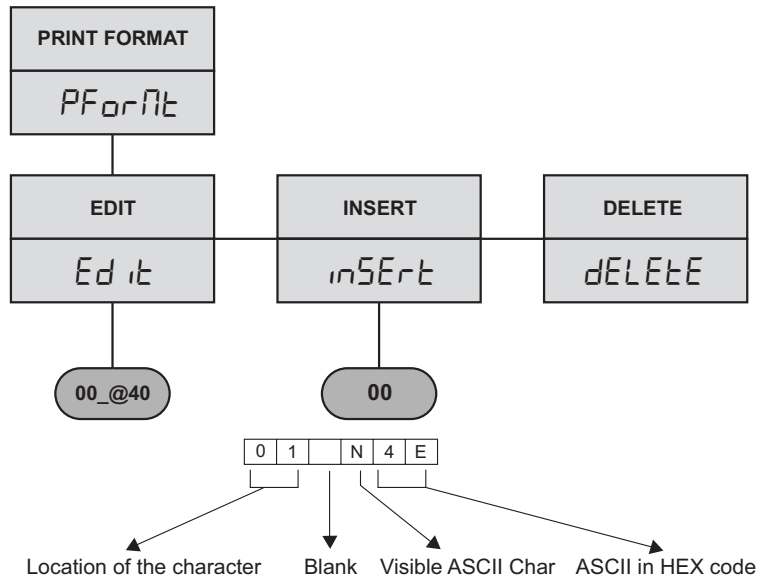 PRINT FORMAT
PForMt
EDIT INSERT DELETE
Edit inSErt dELEtE
00_@40 00
0 1 N 4 E
Location of the character Blank Visible ASCII Char ASCII in HEX code